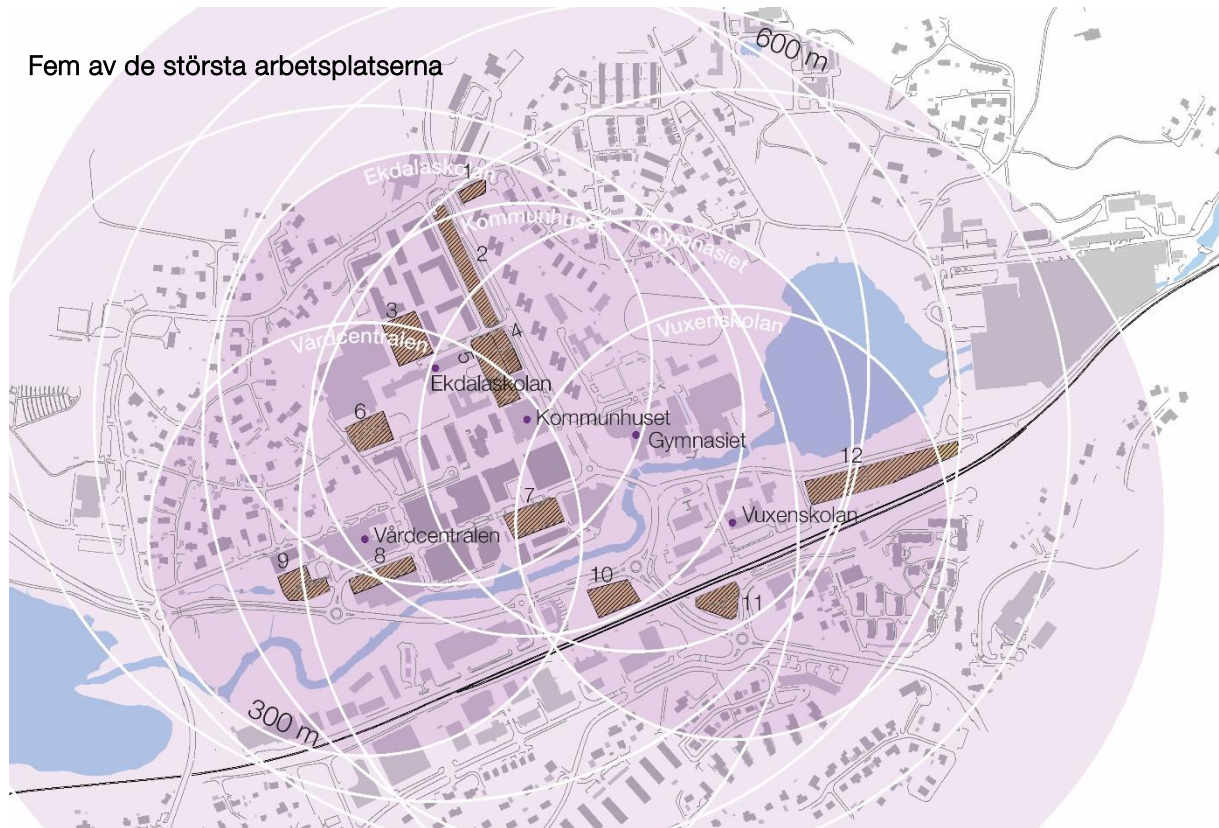 Fem av de största arbetsplatserna
600 m
Ekdalaskolan
1
Kommunhuset
Gymnasiet
2
3
4
Vuxenskolan
Vårdcentralen
5
Ekdalaskolan
6
Kommunhuset
Gymnasiet
12
7
Vuxenskolan
Vårdcentralen
8
9
10
11
300 m